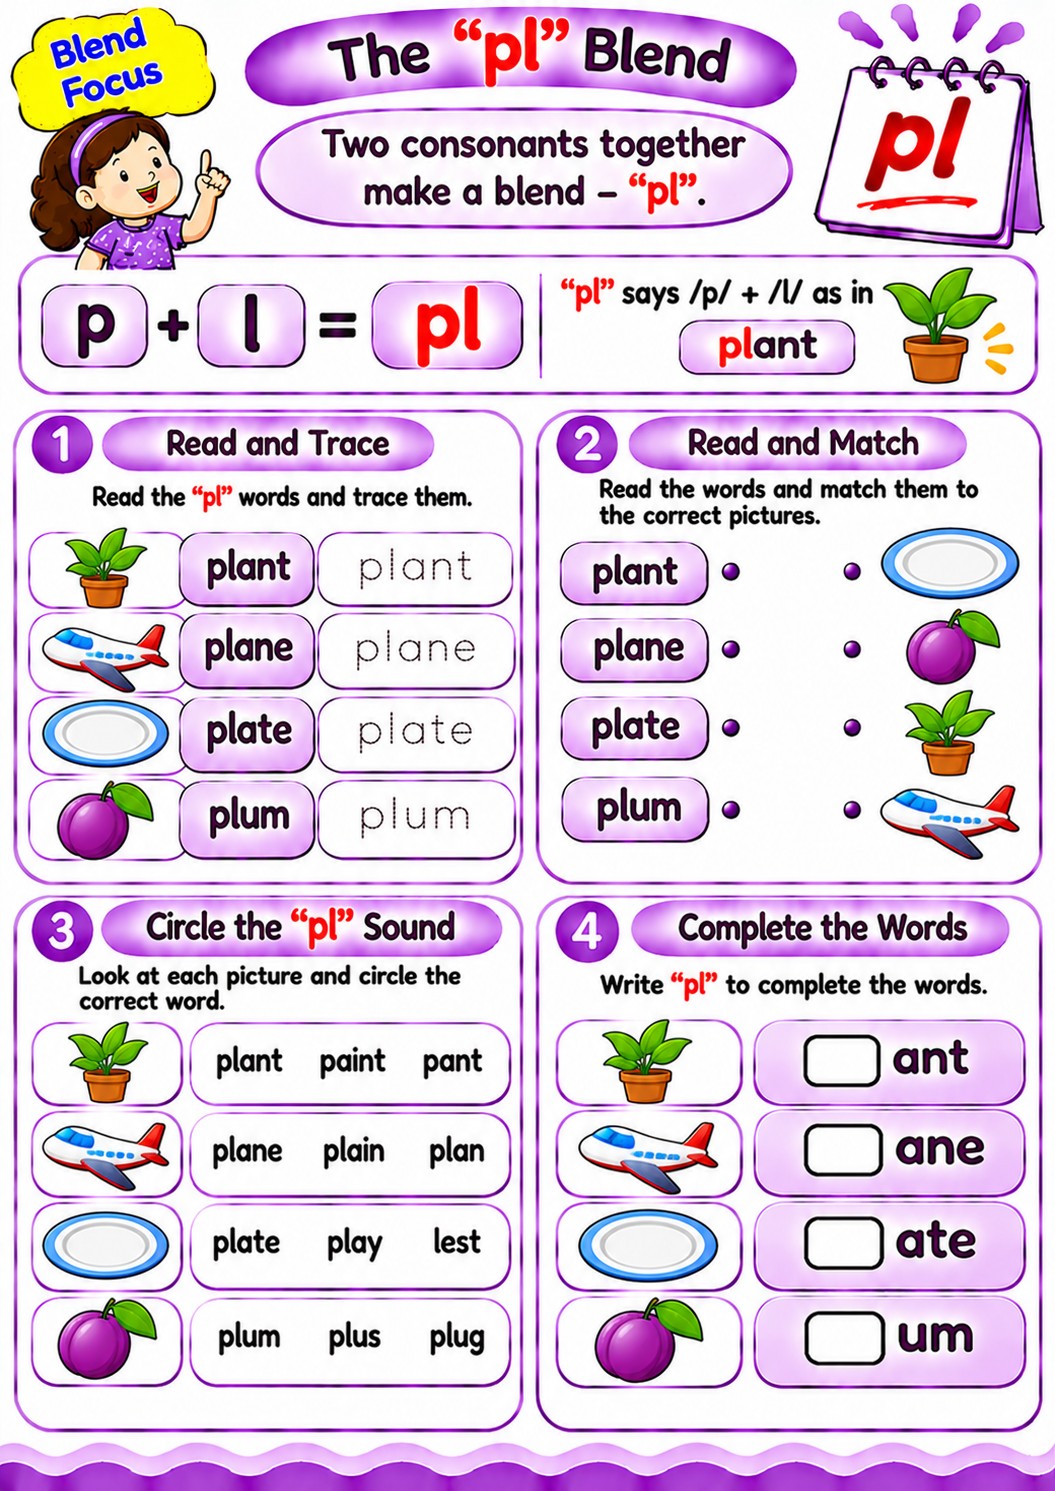 Blend
Focus
The “pl” Blend
Two consonants together
make a blend – “pl”.
pl
p + l = pl
“pl” says /p/ + /l/ as in
plant
1 Read and Trace
Read the “pl” words and trace them.
plant plant
plane plane
plate plate
plum plum
2 Read and Match
Read the words and match them to
the correct pictures.
plant
plane
plate
plum
3 Circle the “pl” Sound
Look at each picture and circle the
correct word.
plant paint pant
plane plain plan
plate play lest
plum plus plug
4 Complete the Words
Write “pl” to complete the words.
ant
ane
ate
um